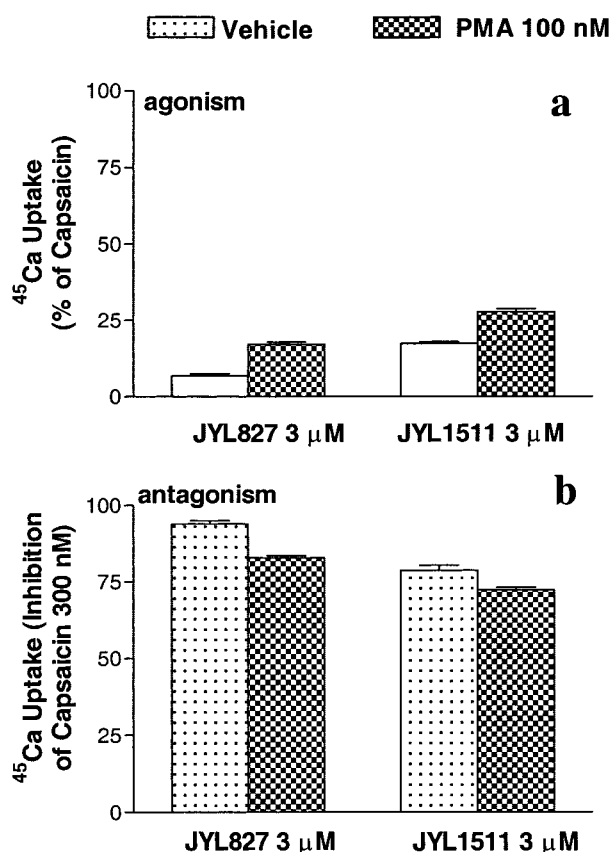 Vehicle PMA 100 nM
agonism a
100
75
50
25
0
45Ca Uptake
(% of Capsaicin)
JYL827 3 μM JYL1511 3 μM
antagonism b
100
75
50
25
0
45Ca Uptake (Inhibition
of Capsaicin 300 nM)
JYL827 3 μM JYL1511 3 μM